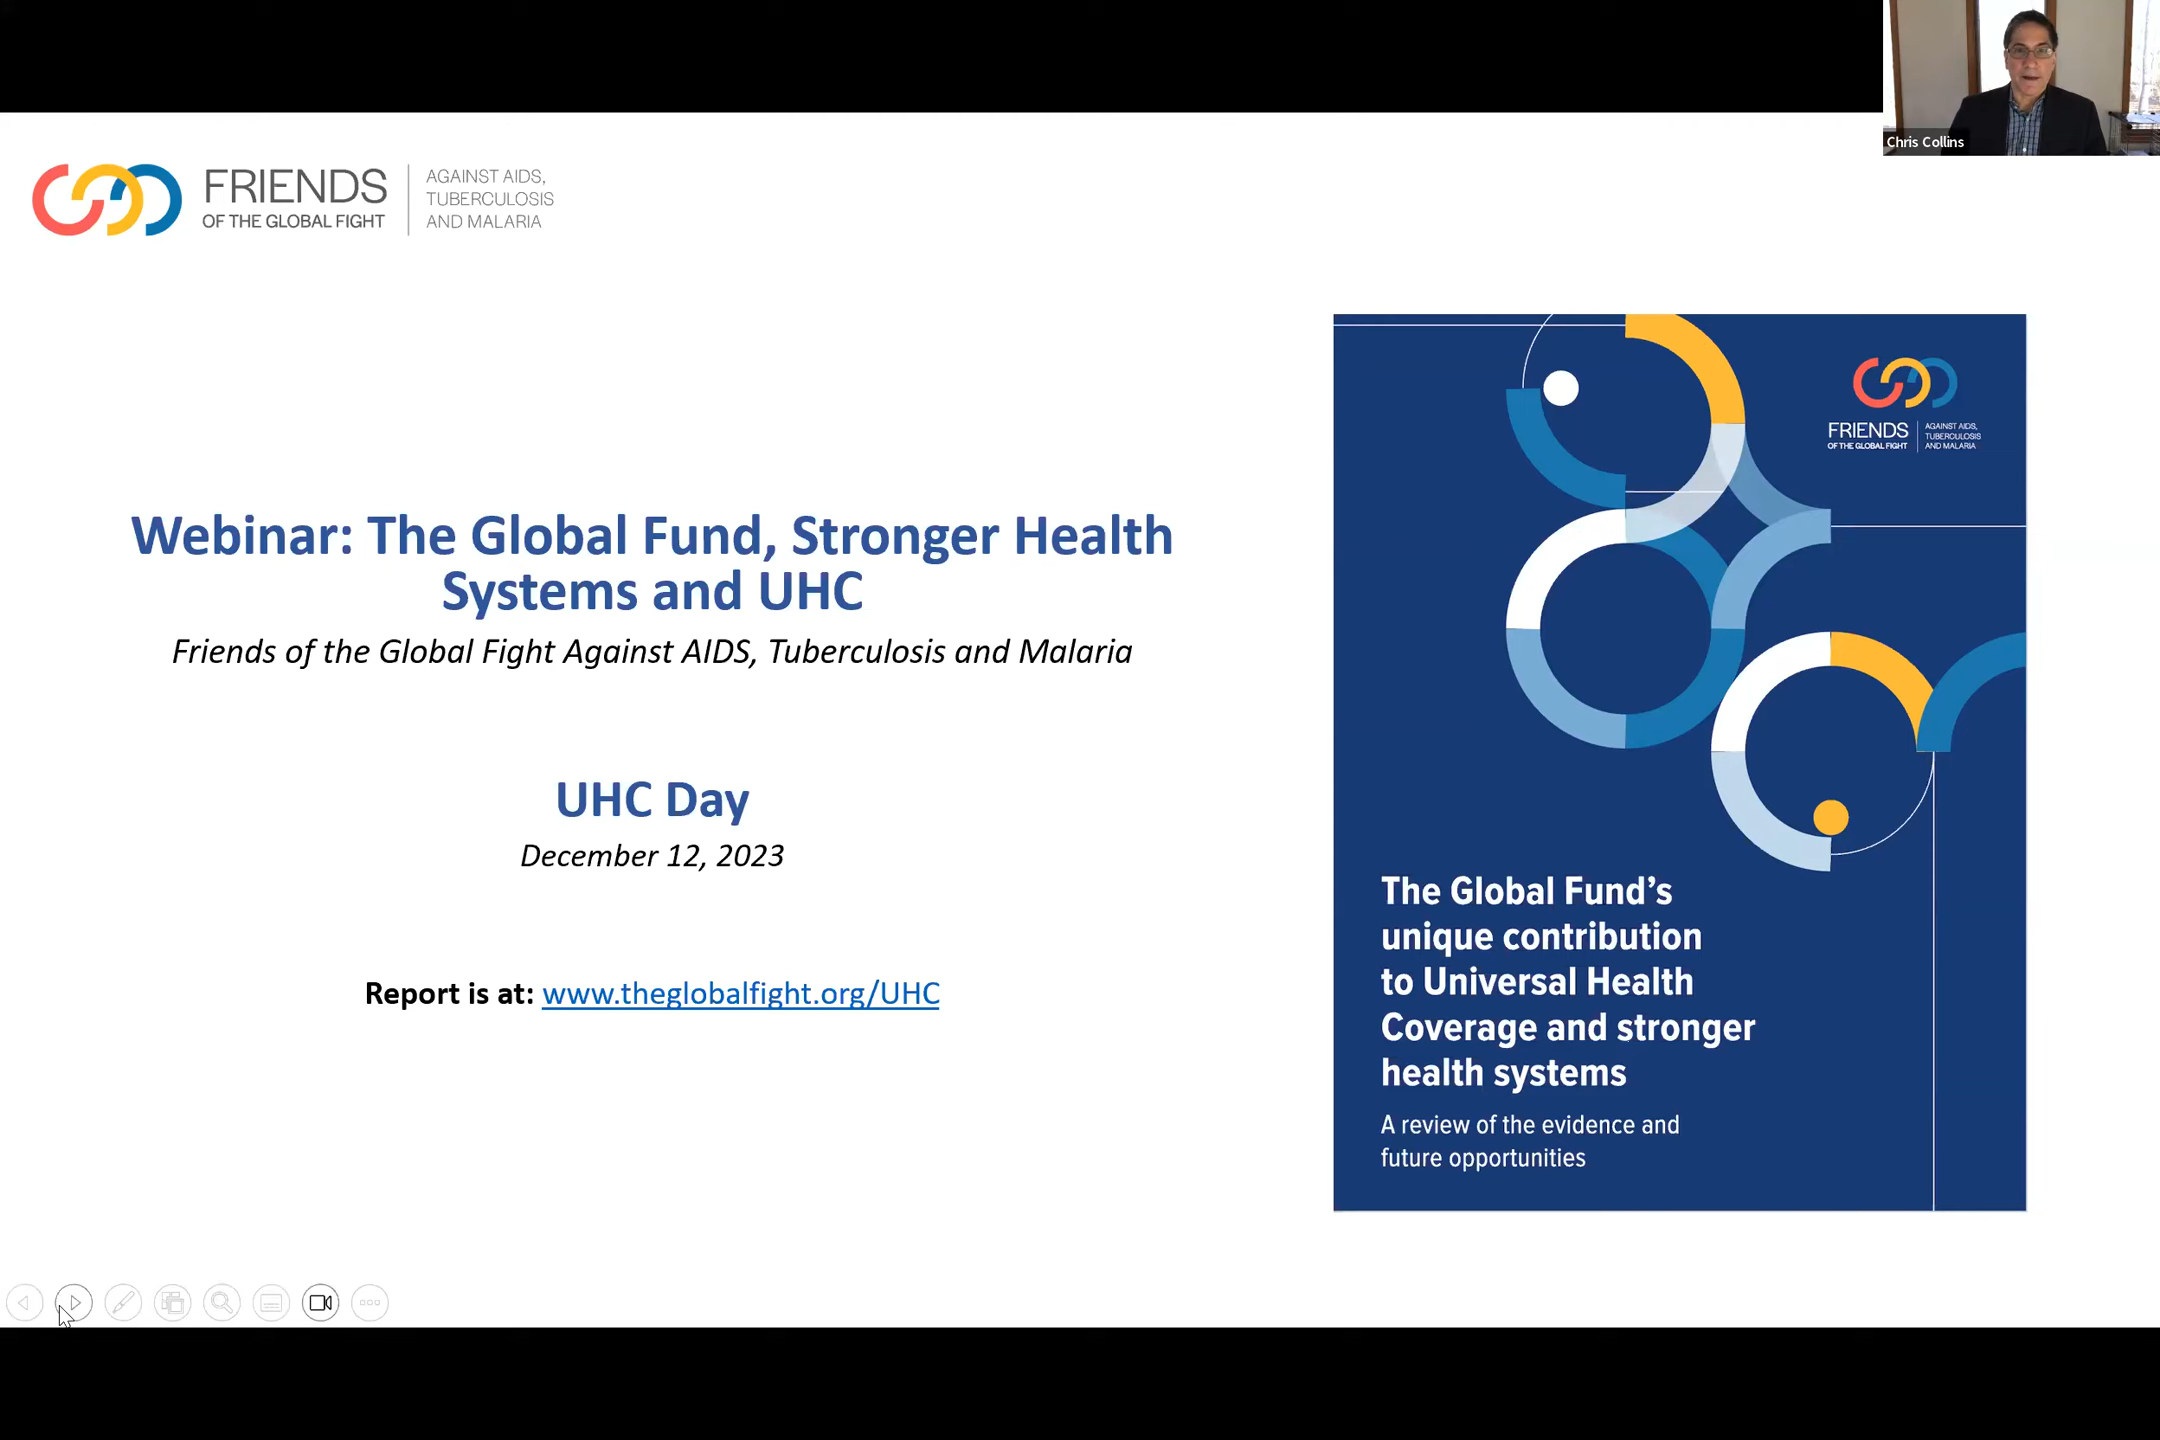 Chris Collins
FRIENDS
OF THE GLOBAL FIGHT
AGAINST AIDS,
TUBERCULOSIS
AND MALARIA
Webinar: The Global Fund, Stronger Health
Systems and UHC
Friends of the Global Fight Against AIDS, Tuberculosis and Malaria
UHC Day
December 12, 2023
Report is at: www.theglobalfight.org/UHC
FRIENDS
OF THE GLOBAL FIGHT
AGAINST AIDS,
TUBERCULOSIS
AND MALARIA
The Global Fund’s
unique contribution
to Universal Health
Coverage and stronger
health systems
A review of the evidence and
future opportunities